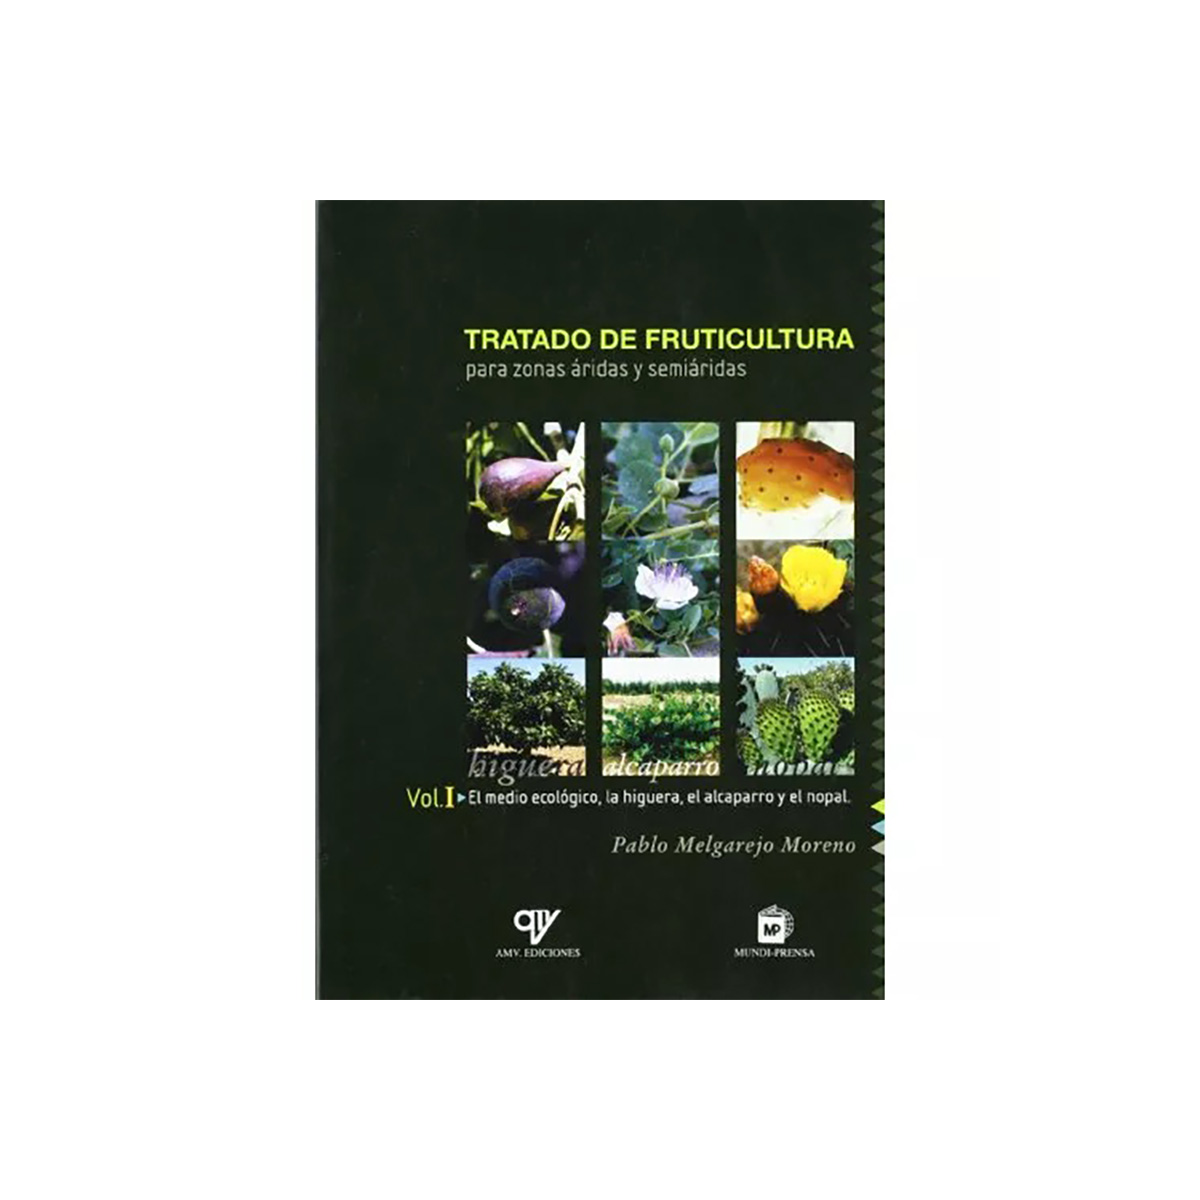 TRATADO DE FRUTICULTURA
para zonas áridas y semiáridas
higuera alcaparro nopal
Vol. I El medio ecológico, la higuera, el alcaparro y el nopal.
Pablo Melgarejo Moreno
AMV. EDICIONES
MP
MUNDI-PRENSA